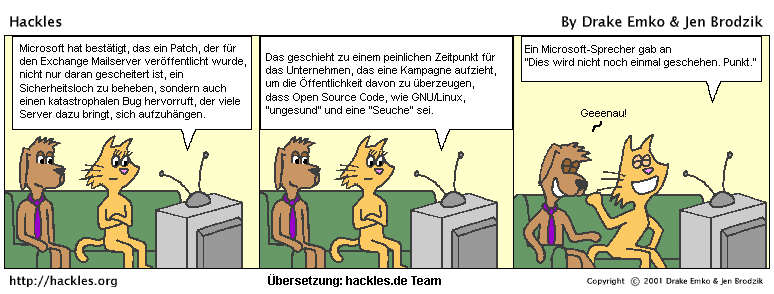 Hackles
By Drake Emko & Jen Brodzik
Microsoft hat bestätigt, das ein Patch, der für
den Exchange Mailserver veröffentlicht wurde,
nicht nur daran gescheitert ist, ein
Sicherheitsloch zu beheben, sondern auch
einen katastrophalen Bug hervorruft, der viele
Server dazu bringt, sich aufzuhängen.
Das geschieht zu einem peinlichen Zeitpunkt für
das Unternehmen, das eine Kampagne aufzieht,
um die Öffentlichkeit davon zu überzeugen,
dass Open Source Code, wie GNU/Linux,
"ungesund" und eine "Seuche" sei.
Ein Microsoft-Sprecher gab an
"Dies wird nicht noch einmal geschehen. Punkt."
Geeenau!
http://hackles.org
Übersetzung: hackles.de Team
Copyright © 2001 Drake Emko & Jen Brodzik